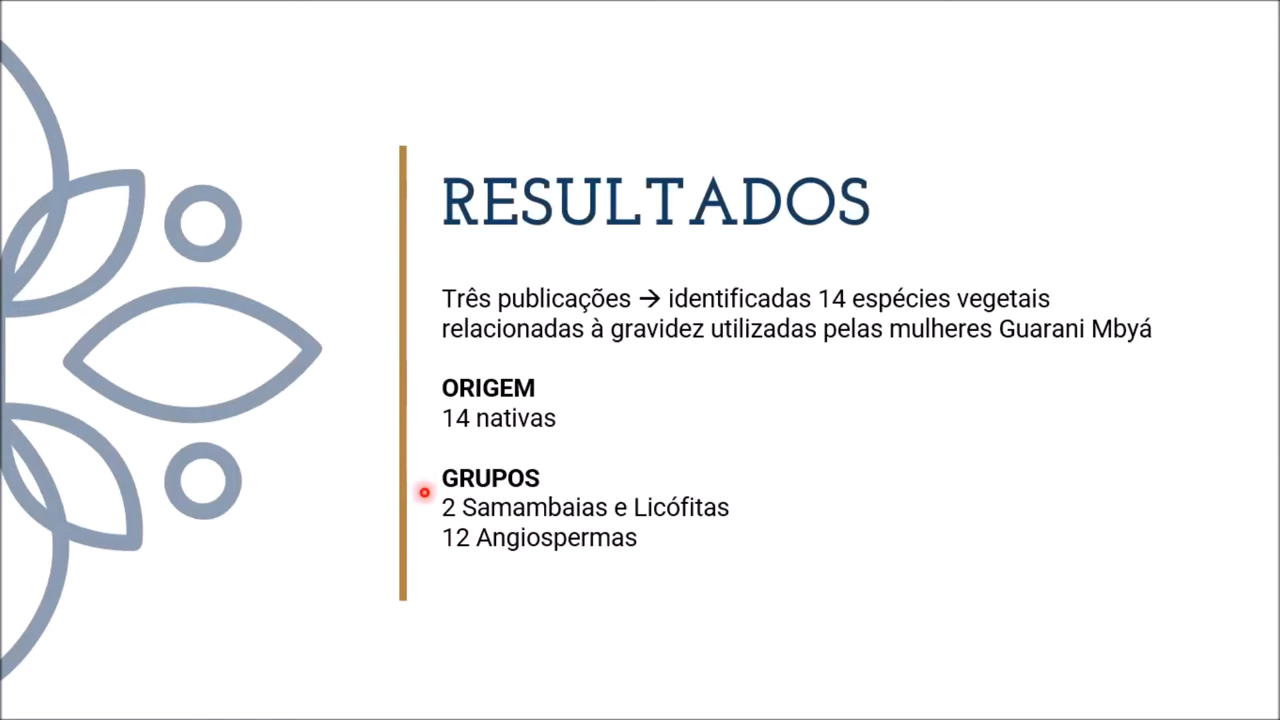 RESULTADOS
Três publicações → identificadas 14 espécies vegetais
relacionadas à gravidez utilizadas pelas mulheres Guarani Mbyá
ORIGEM
14 nativas
GRUPOS
2 Samambaias e Licófitas
12 Angiospermas